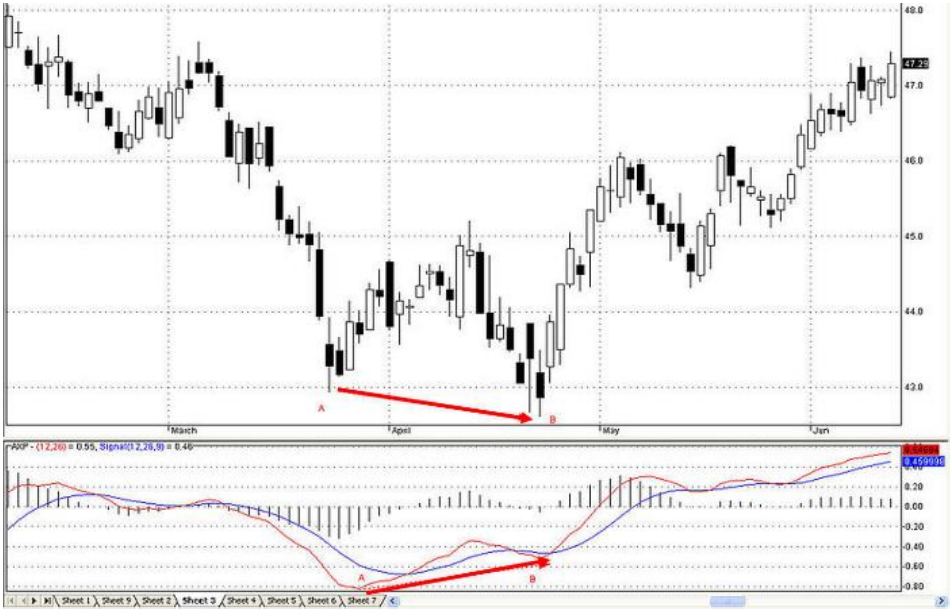 48.0
47.29
47.0
46.0
45.0
44.0
43.0
A
B
March April May Jun
AXP - (12,26) = 0.55, Signal(12,26,9) = 0.46
0.459998
0.20
0.00
-0.20
-0.40
-0.60
-0.80
A
B
Sheet 1 Sheet 9 Sheet 2 Sheet 3 Sheet 4 Sheet 5 Sheet 6 Sheet 7